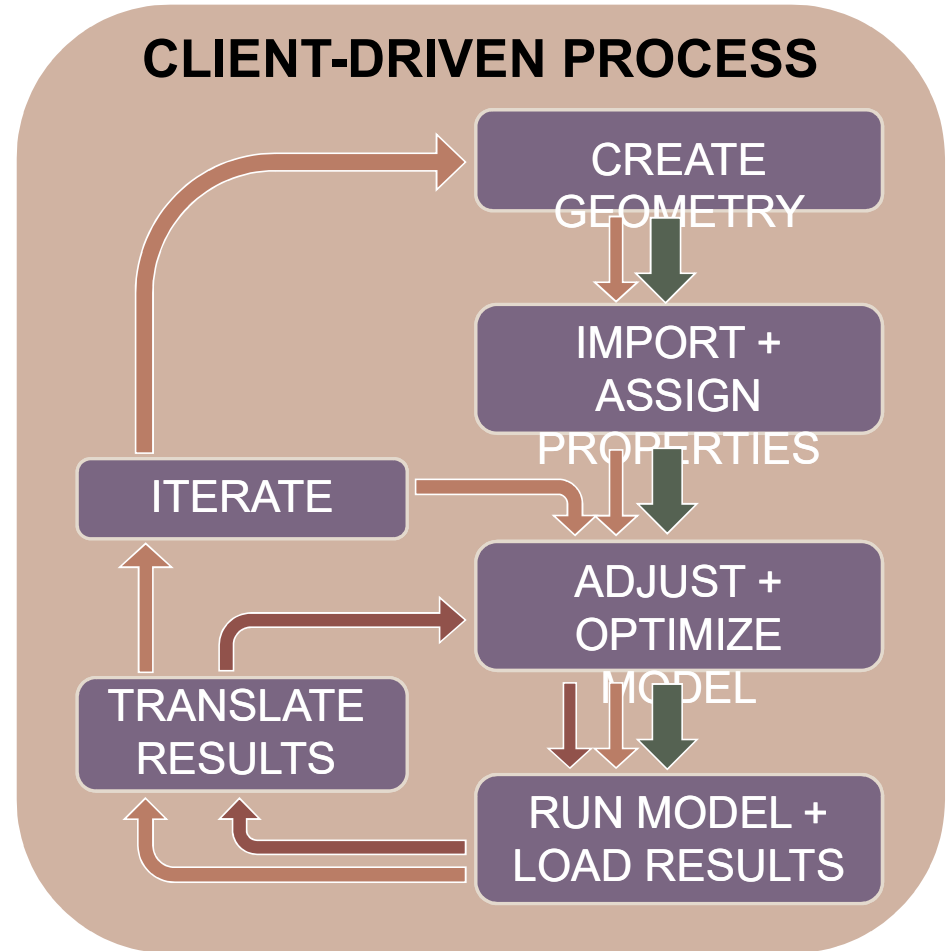 CLIENT-DRIVEN PROCESS
CREATE
GEOMETRY
IMPORT +
ASSIGN
PROPERTIES
ITERATE
ADJUST +
OPTIMIZE
MODEL
TRANSLATE
RESULTS
RUN MODEL +
LOAD RESULTS